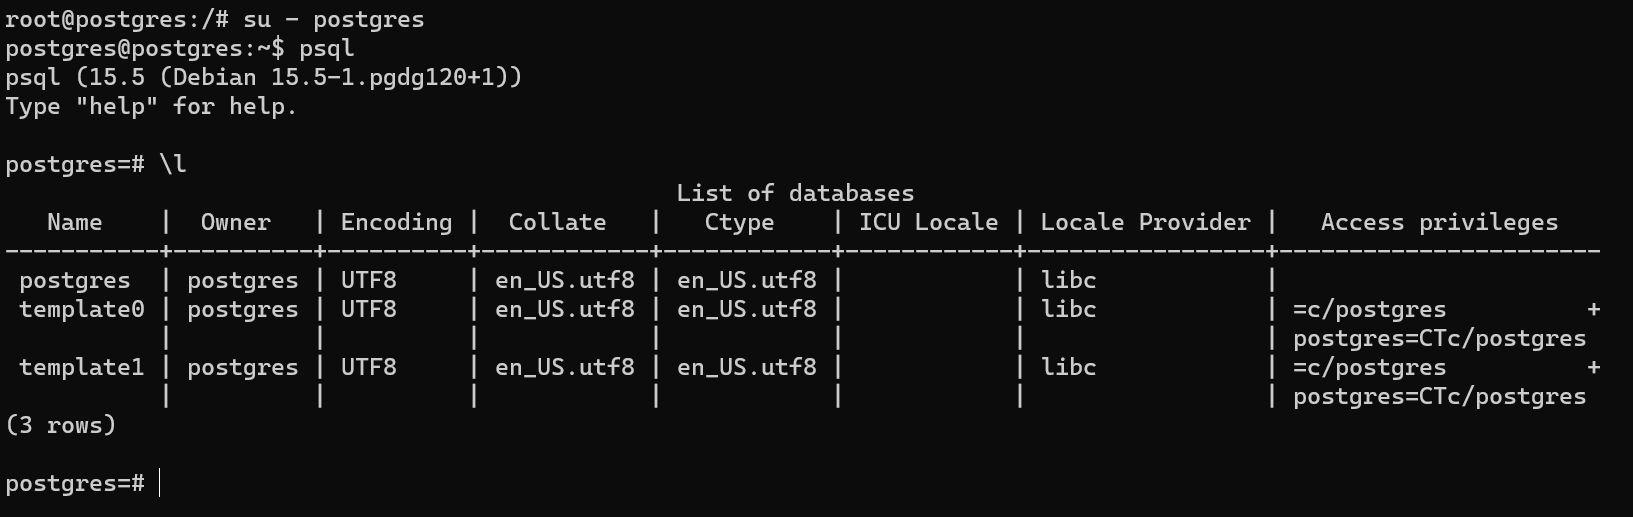 root@postgres:/# su - postgres
postgres@postgres:~$ psql
psql (15.5 (Debian 15.5-1.pgdg120+1))
Type "help" for help.

postgres=# \l
                                                List of databases
   Name    |  Owner   | Encoding |  Collate   |   Ctype    | ICU Locale | Locale Provider |   Access privileges
-----------+----------+----------+------------+------------+------------+-----------------+-----------------------
 postgres  | postgres | UTF8     | en_US.utf8 | en_US.utf8 |            | libc            |
 template0 | postgres | UTF8     | en_US.utf8 | en_US.utf8 |            | libc            | =c/postgres          +
           |          |          |            |            |            |                 | postgres=CTc/postgres
 template1 | postgres | UTF8     | en_US.utf8 | en_US.utf8 |            | libc            | =c/postgres          +
           |          |          |            |            |            |                 | postgres=CTc/postgres
(3 rows)

postgres=#